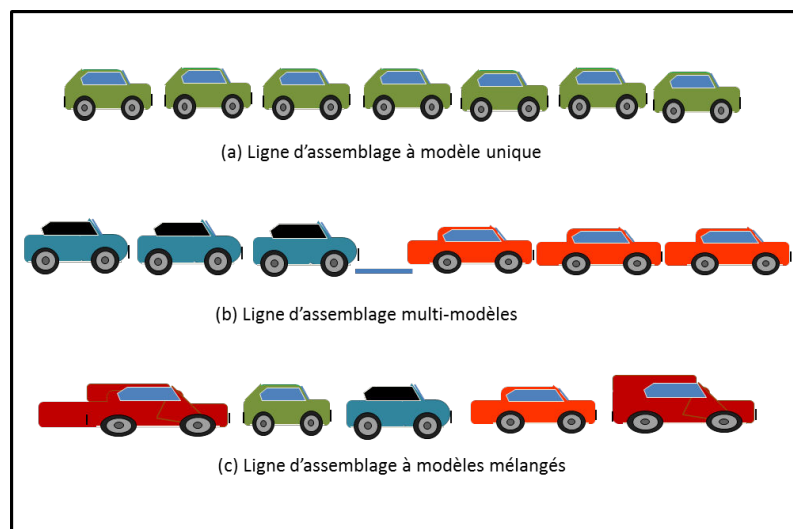 (a) Ligne d’assemblage à modèle unique
(b) Ligne d’assemblage multi-modèles
(c) Ligne d’assemblage à modèles mélangés